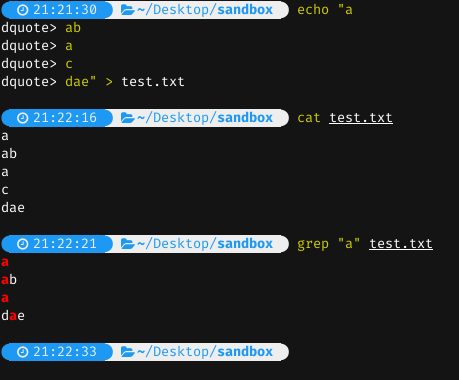 21:21:30 ~/Desktop/sandbox echo "a
dquote> ab
dquote> a
dquote> c
dquote> dae" > test.txt
21:22:16 ~/Desktop/sandbox cat test.txt
a
ab
a
c
dae
21:22:21 ~/Desktop/sandbox grep "a" test.txt
a
ab
a
dae
21:22:33 ~/Desktop/sandbox